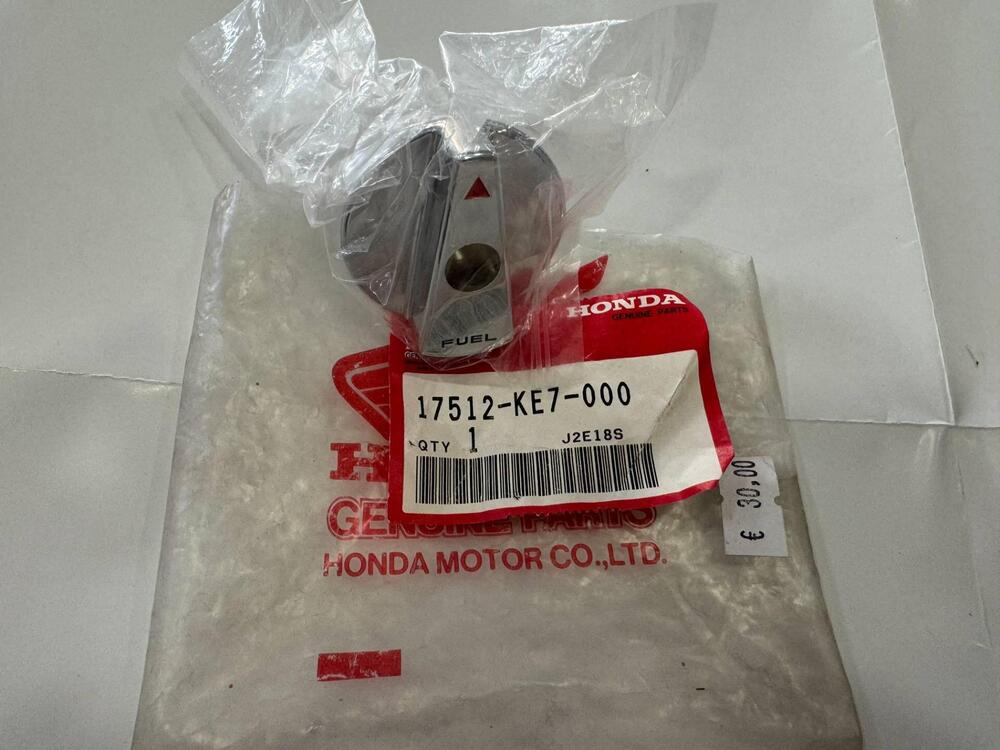 FUEL
HONDA
GENUINE PARTS
17512-KE7-000
QTY 1 J2E18S
€ 30,00
GENUINE PARTS
HONDA MOTOR CO.,LTD.